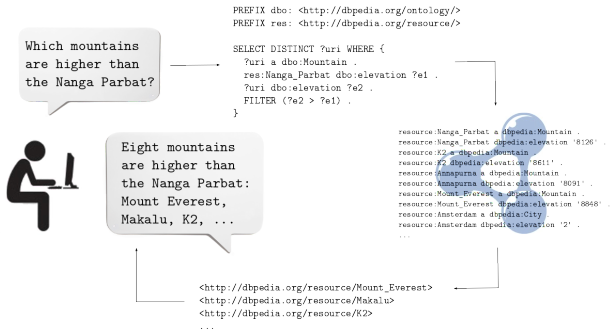 PREFIX dbo: <http://dbpedia.org/ontology/>
PREFIX res: <http://dbpedia.org/resource/>
SELECT DISTINCT ?uri WHERE {
?uri a dbo:Mountain .
res:Nanga_Parbat dbo:elevation ?e1 .
?uri dbo:elevation ?e2 .
FILTER (?e2 > ?e1) .
}
Which mountains
are higher than
the Nanga Parbat?
resource:Nanga_Parbat a dbpedia:Mountain .
resource:Nanga_Parbat dbpedia:elevation '8126' .
resource:K2 a dbpedia:Mountain
resource:K2 dbpedia:elevation '8611' .
resource:Annapurna a dbpedia:Mountain .
resource:Annapurna dbpedia:elevation '8091' .
resource:Mount_Everest a dbpedia:Mountain .
resource:Mount_Everest dbpedia:elevation '8848' .
resource:Amsterdam a dbpedia:City
resource:Amsterdam dbpedia:elevation '2' .
...
Eight mountains
are higher than
the Nanga Parbat:
Mount Everest,
Makalu, K2, ...
<http://dbpedia.org/resource/Mount_Everest>
<http://dbpedia.org/resource/Makalu>
<http://dbpedia.org/resource/K2>
...